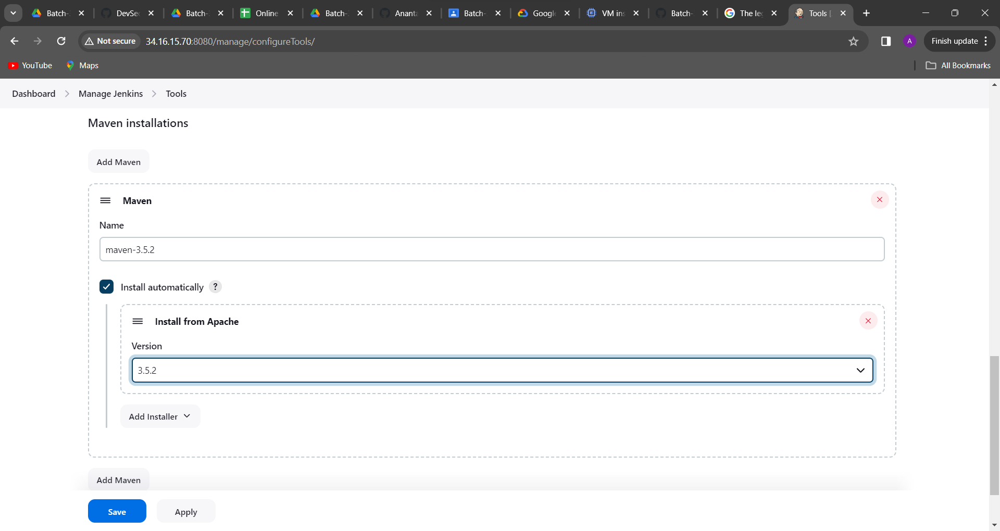 Batch- DevSec Batch- Online Batch- Ananta Batch- Google VM ins Batch- The le Tools [
Not secure 34.16.15.70:8080/manage/configureTools/ A Finish update
YouTube Maps All Bookmarks
Dashboard > Manage Jenkins > Tools
Maven installations
Add Maven
Maven
Name
maven-3.5.2
Install automatically ?
Install from Apache
Version
3.5.2
Add Installer
Add Maven
Save Apply